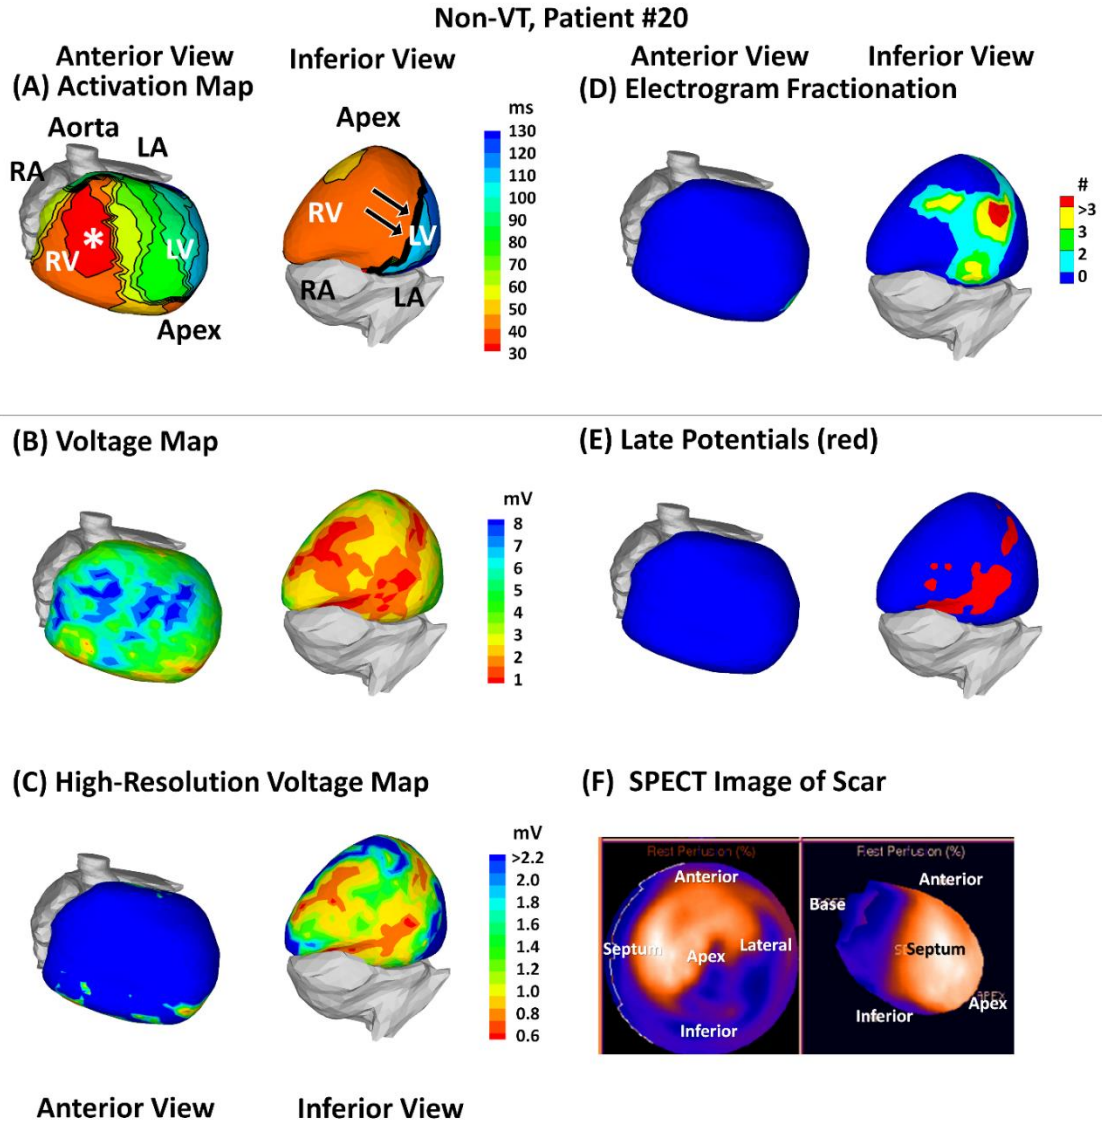 Non-VT, Patient #20
Anterior View
Inferior View
(A) Activation Map
Aorta
LA
RA
*
RV
LV
Apex
Apex
RV
LV
RA
LA
ms
130
120
110
100
90
80
70
60
50
40
30
Anterior View
Inferior View
(D) Electrogram Fractionation
#
>3
3
2
0
(B) Voltage Map
mV
8
7
6
5
4
3
2
1
(E) Late Potentials (red)
(C) High-Resolution Voltage Map
mV
>2.2
2.0
1.8
1.6
1.4
1.2
1.0
0.8
0.6
Anterior View
Inferior View
(F) SPECT Image of Scar
Rest Perfusion (%)
Anterior
Septum
Apex
Lateral
Inferior
Rest Perfusion (%)
Anterior
Base
Septum
APEX
Apex
Inferior